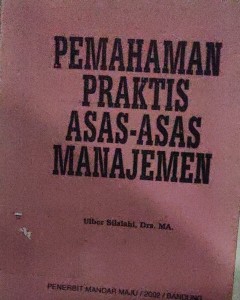 PEMAHAMAN
PRAKTIS
ASAS-ASAS
MANAJEMEN
Ulber Silalahi, Drs. MA.
PENERBIT MANDAR MAJU / 2002 / BANDUNG